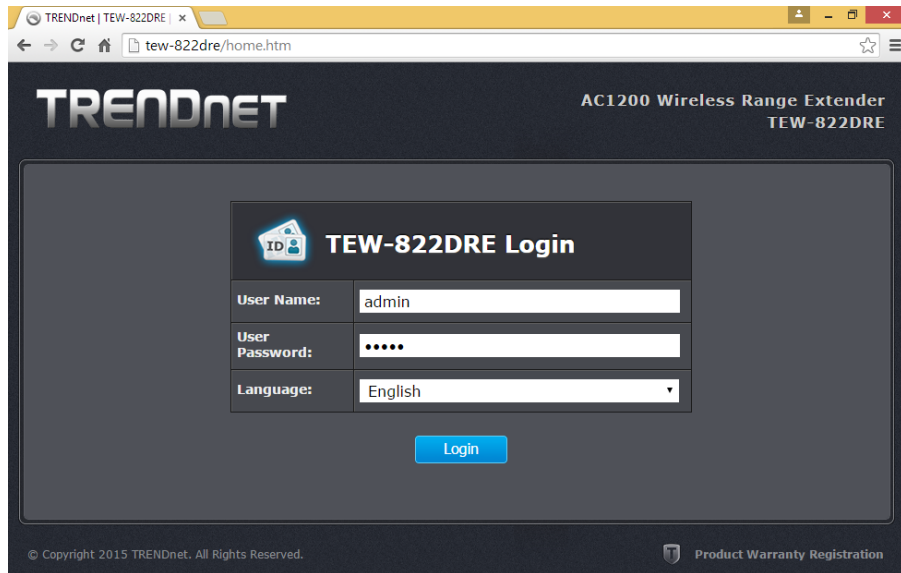 TRENDnet | TEW-822DRE |
tew-822dre/home.htm
TRENDNET
AC1200 Wireless Range Extender
TEW-822DRE
ID
TEW-822DRE Login
User Name:
admin
User
Password:
•••••
Language:
English
Login
© Copyright 2015 TRENDnet. All Rights Reserved.
T
Product Warranty Registration